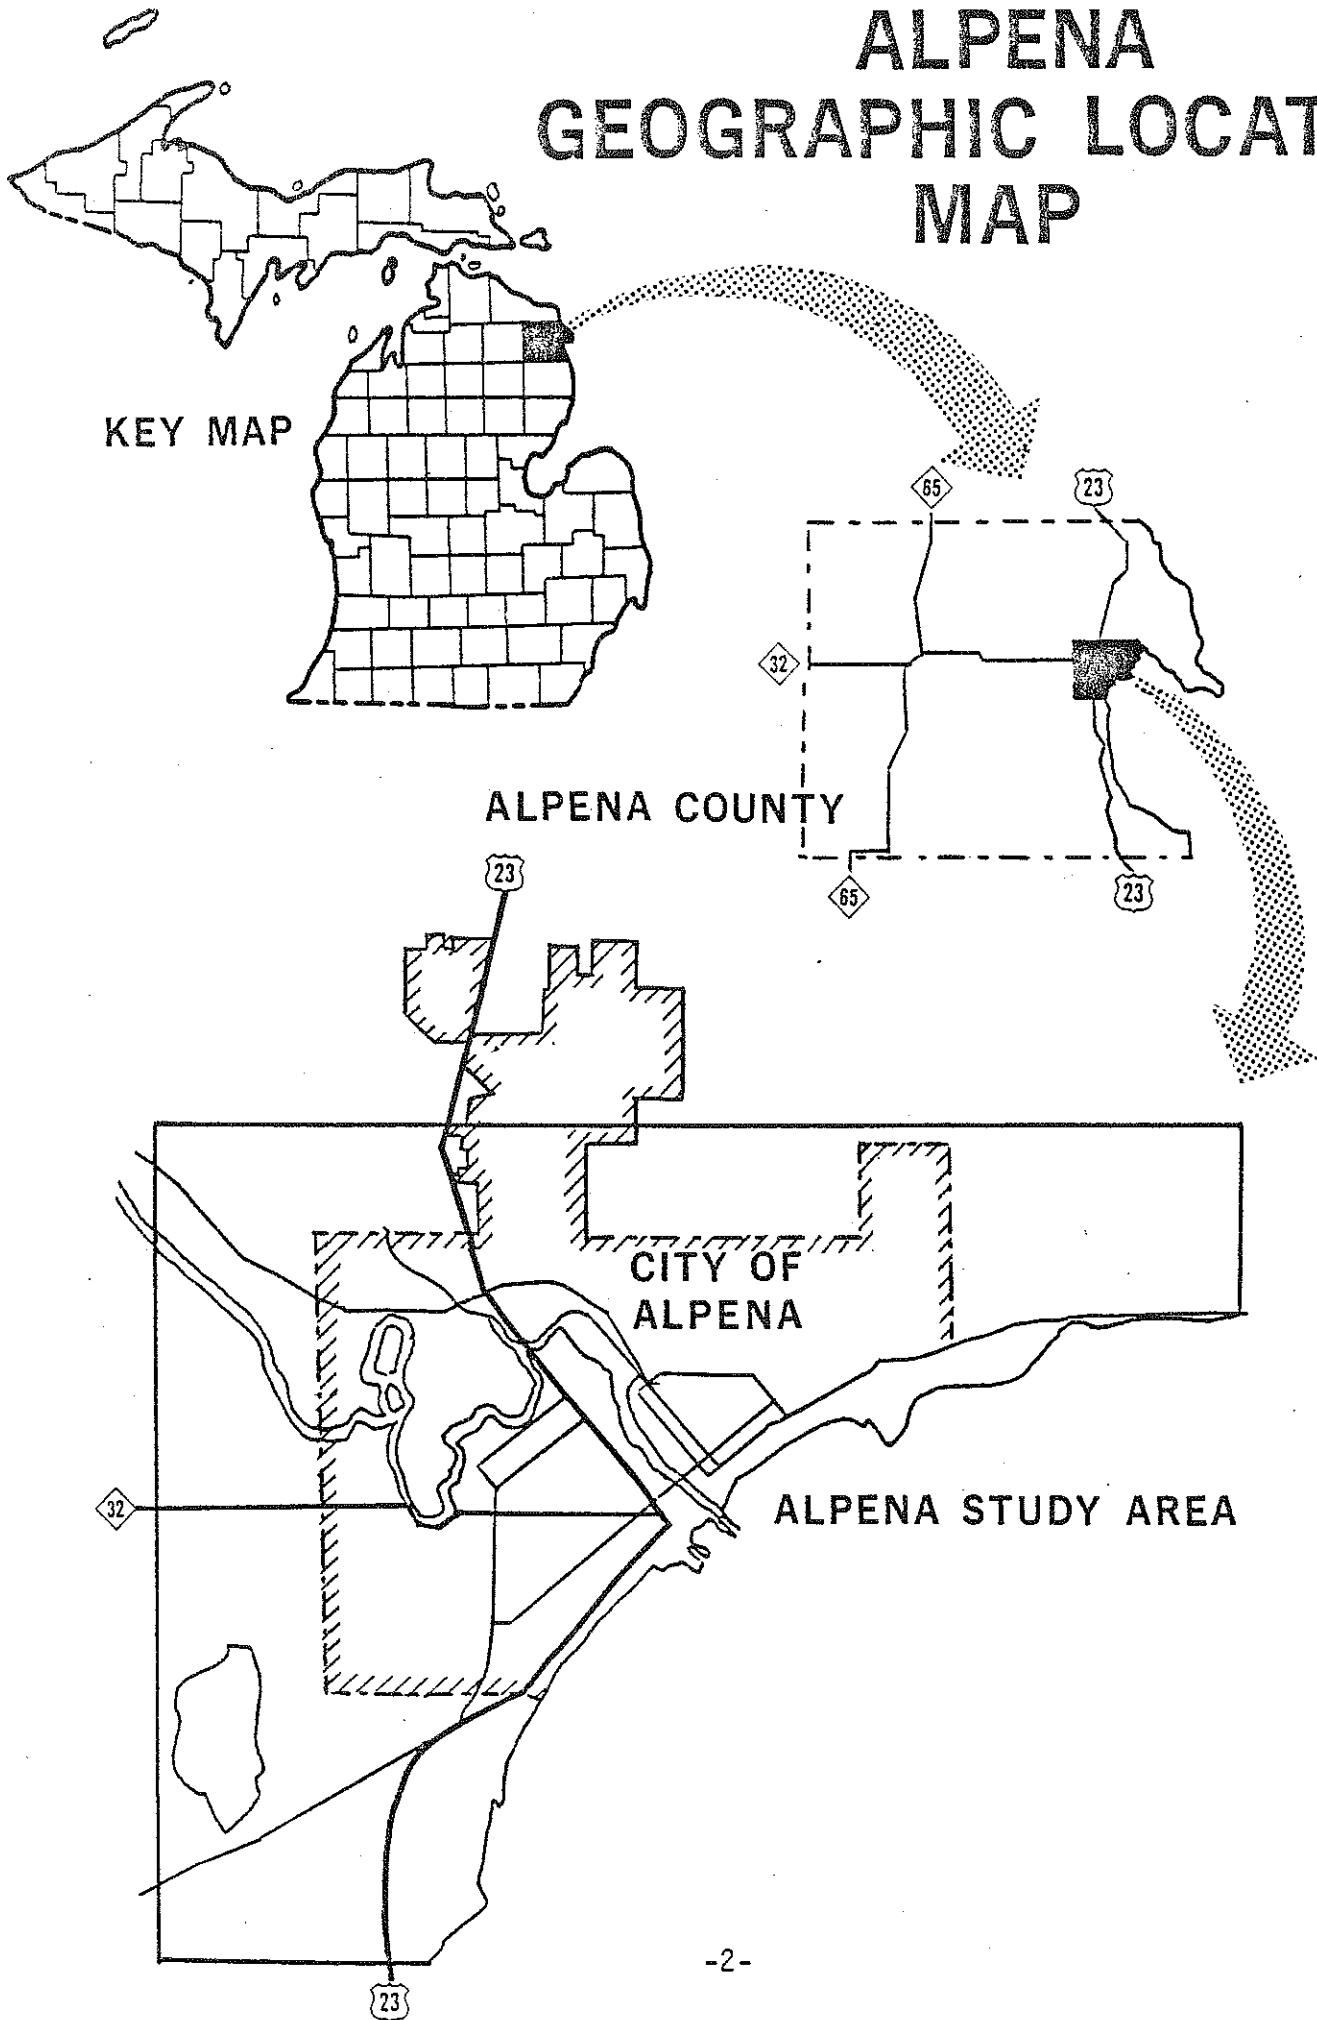 ALPENA
GEOGRAPHIC LOCAT
MAP
KEY MAP
65
23
32
ALPENA COUNTY
65
23
23
CITY OF
ALPENA
32
ALPENA STUDY AREA
-2-
23